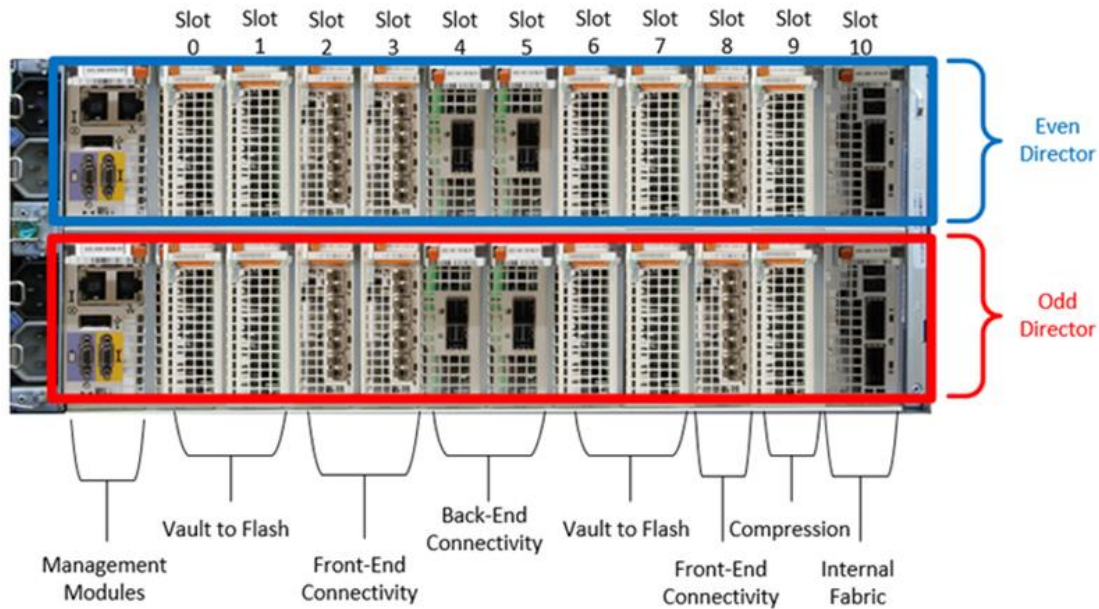 Slot Slot Slot Slot Slot Slot Slot Slot Slot Slot Slot
0 1 2 3 4 5 6 7 8 9 10
Even
Director
Odd
Director
Vault to Flash
Back-End
Connectivity
Vault to Flash
Compression
Management
Modules
Front-End
Connectivity
Front-End
Connectivity
Internal
Fabric